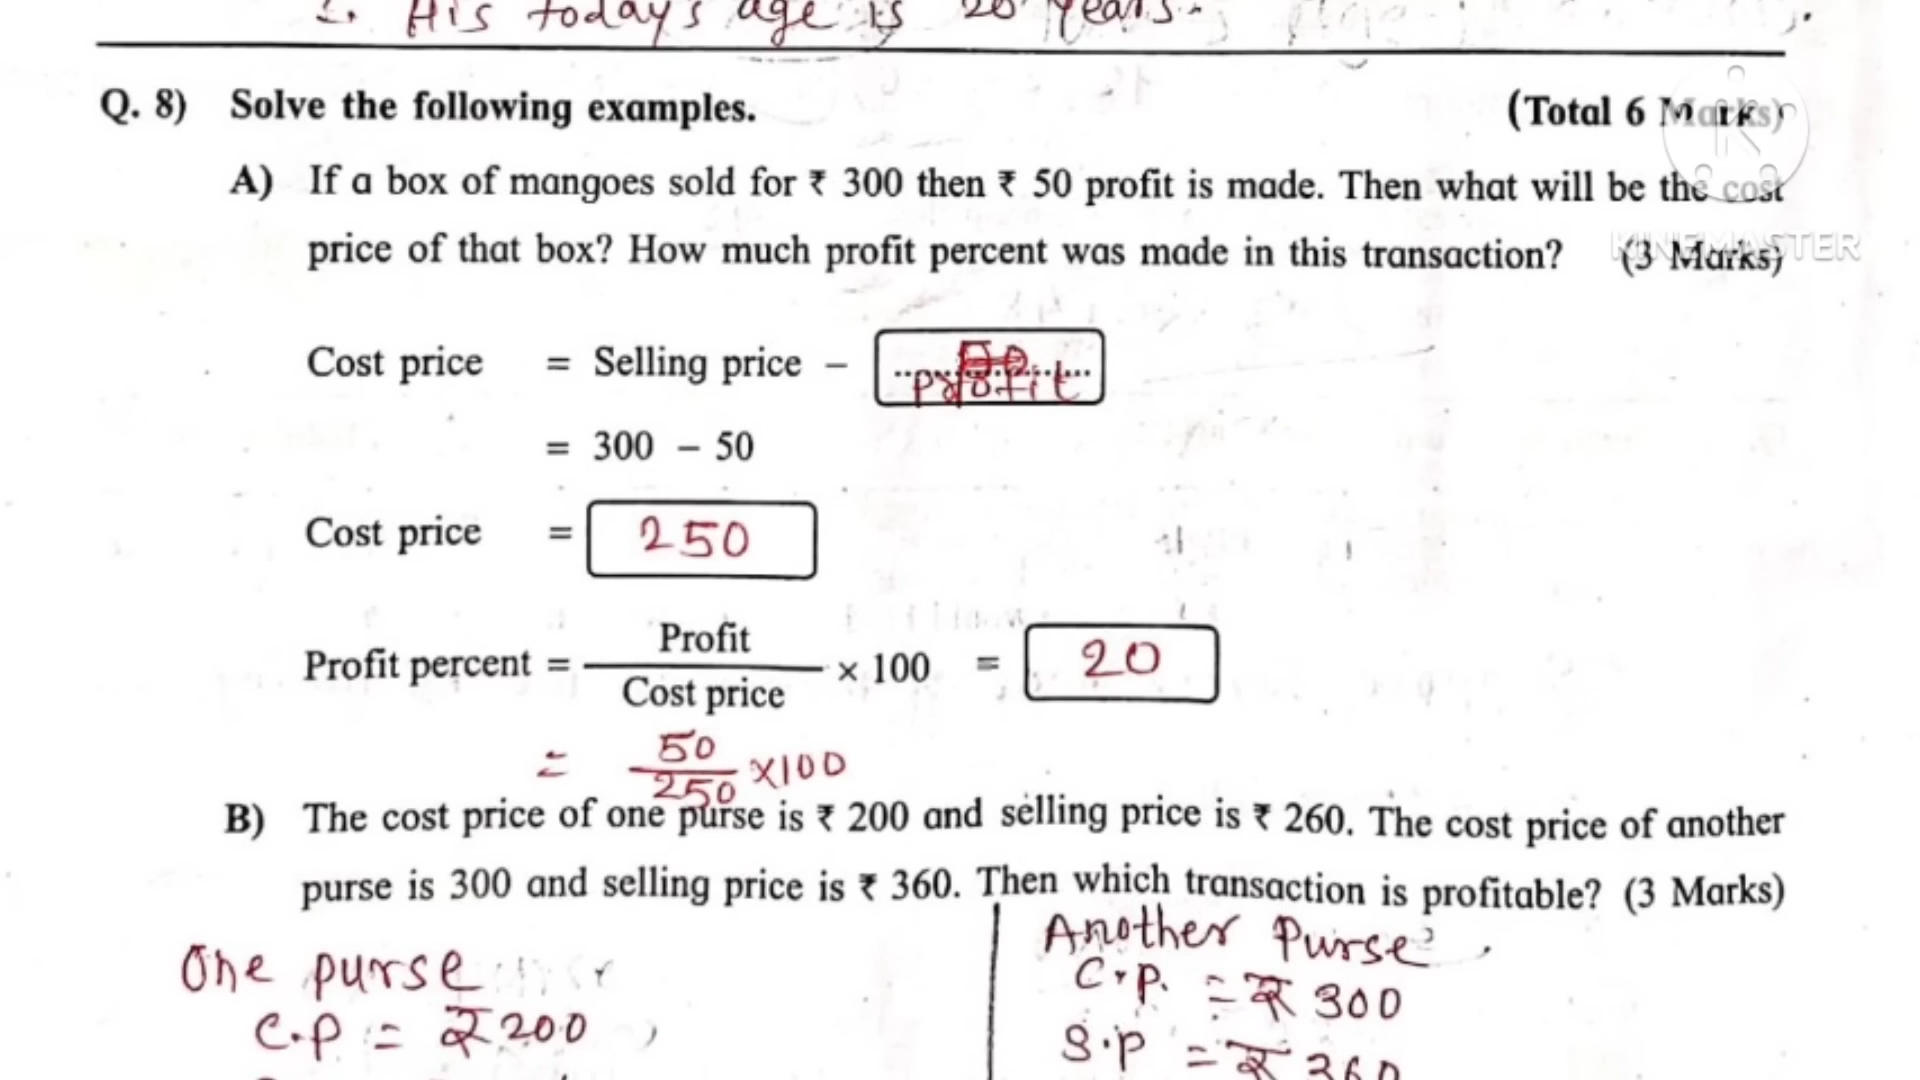 1. His today's age is 20 years.
Q. 8) Solve the following examples. (Total 6 Marks)
A) If a box of mangoes sold for ₹ 300 then ₹ 50 profit is made. Then what will be the cost
price of that box? How much profit percent was made in this transaction? (3 Marks)
KINEMASTER
Cost price = Selling price – profit
= 300 – 50
Cost price = 250
Profit percent = Profit / Cost price × 100 = 20
= 50 / 250 ×100
B) The cost price of one purse is ₹ 200 and selling price is ₹ 260. The cost price of another
purse is 300 and selling price is ₹ 360. Then which transaction is profitable? (3 Marks)
One purse
C.P = ₹ 200
Another Purse
C.P. = ₹ 300
S.P = ₹ 360